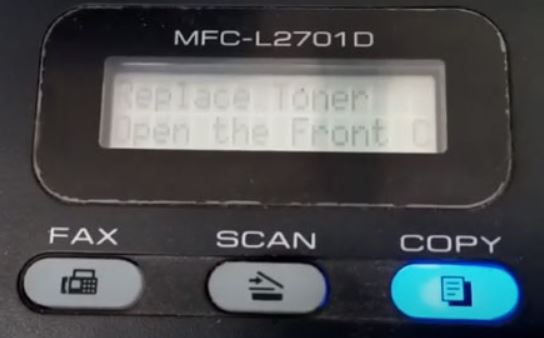 MFC-L2701D
Replace Toner
Open the Front C
FAX
SCAN
COPY